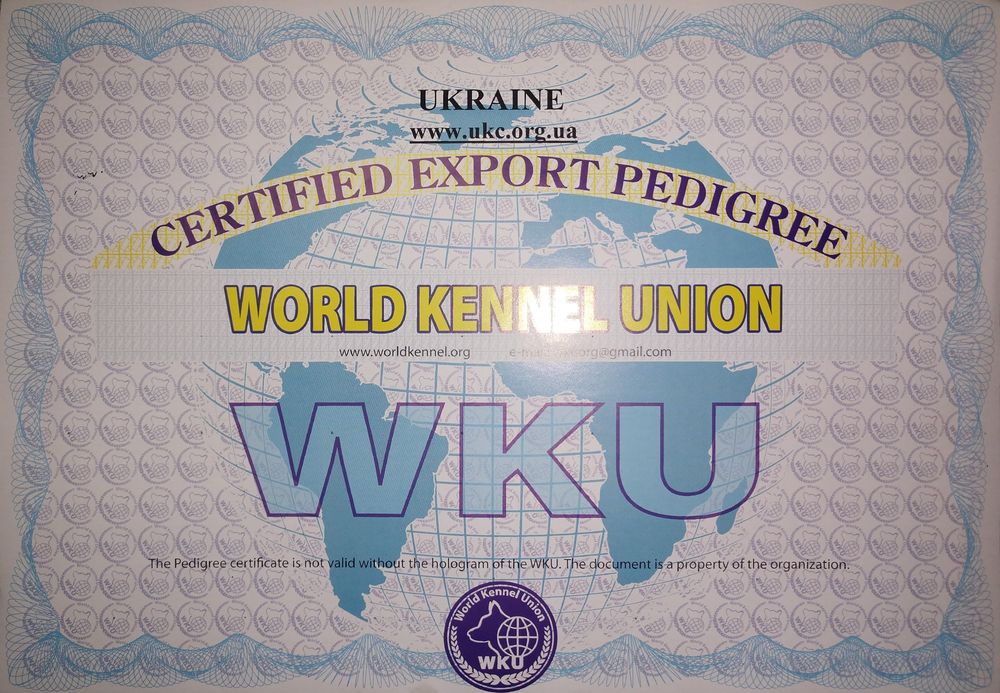 UKRAINE
www.ukc.org.ua
CERTIFIED EXPORT PEDIGREE
WORLD KENNEL UNION
www.worldkennel.org
WKU
The Pedigree certificate is not valid without the hologram of the WKU. The document is a property of the organization.
World Kennel Union
WKU